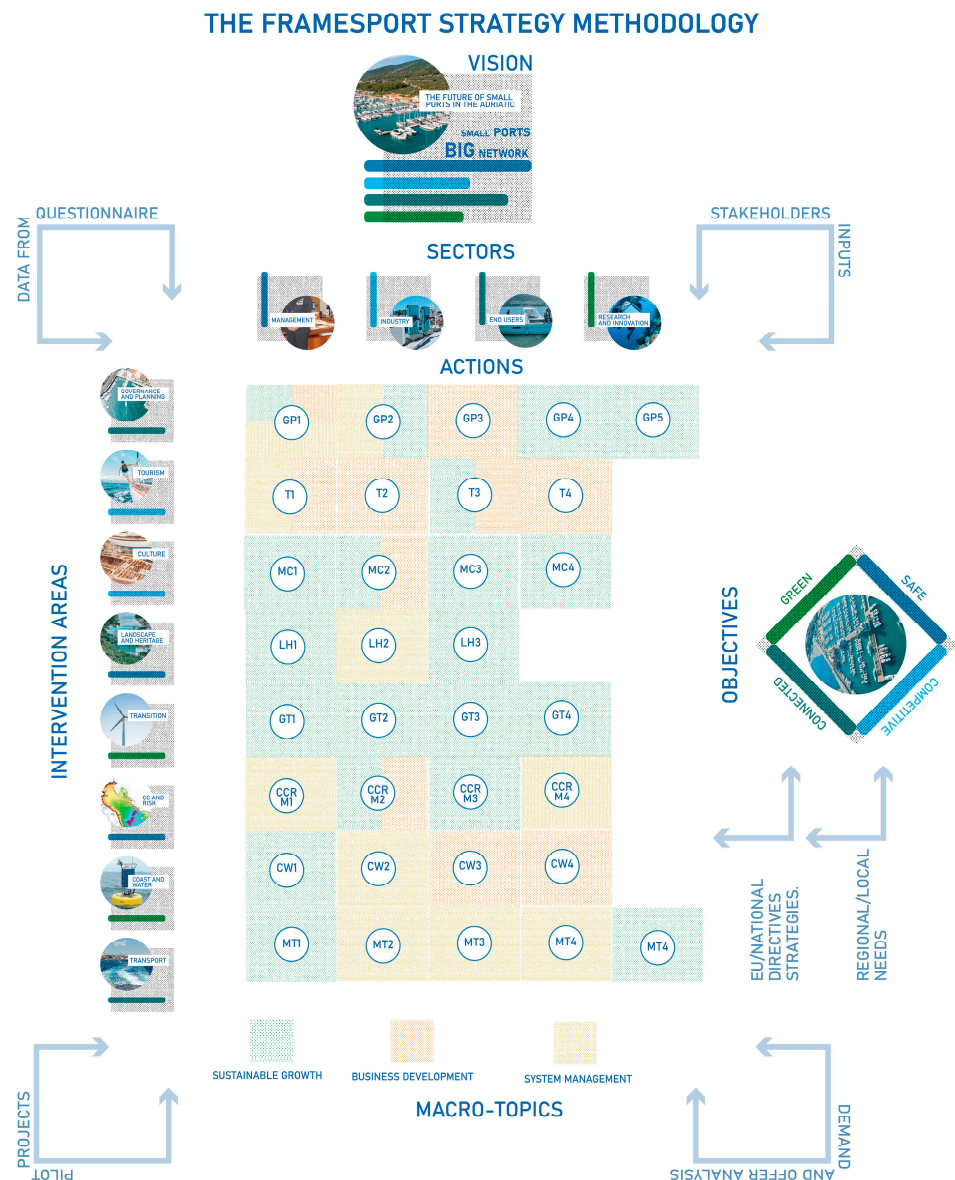 THE FRAMESPORT STRATEGY METHODOLOGY
VISION
THE FUTURE OF SMALL
PORTS IN THE ADRIATIC
SMALL PORTS
BIG NETWORK
DATA FROM
QUESTIONNAIRE
STAKEHOLDERS
INPUTS
SECTORS
MANAGEMENT
INDUSTRY
END USERS
RESEARCH
AND INNOVATION
ACTIONS
INTERVENTION AREAS
GOVERNANCE
AND PLANNING
TOURISM
CULTURE
LANDSCAPE
AND HERITAGE
TRANSITION
CC AND
RISK
COAST AND
WATER
TRANSPORT
GP1 GP2 GP3 GP4 GP5
T1 T2 T3 T4
MC1 MC2 MC3 MC4
LH1 LH2 LH3
GT1 GT2 GT3 GT4
CCR CCR CCR CCR
M1 M2 M3 M4
CW1 CW2 CW3 CW4
MT1 MT2 MT3 MT4 MT4
OBJECTIVES
GREEN
SAFE
CONNECTED
COMPETITIVE
EU/NATIONAL
DIRECTIVES
STRATEGIES.
REGIONAL/LOCAL
NEEDS
SUSTAINABLE GROWTH
BUSINESS DEVELOPMENT
SYSTEM MANAGEMENT
MACRO-TOPICS
PILOT
PROJECTS
DEMAND
AND OFFER ANALYSIS